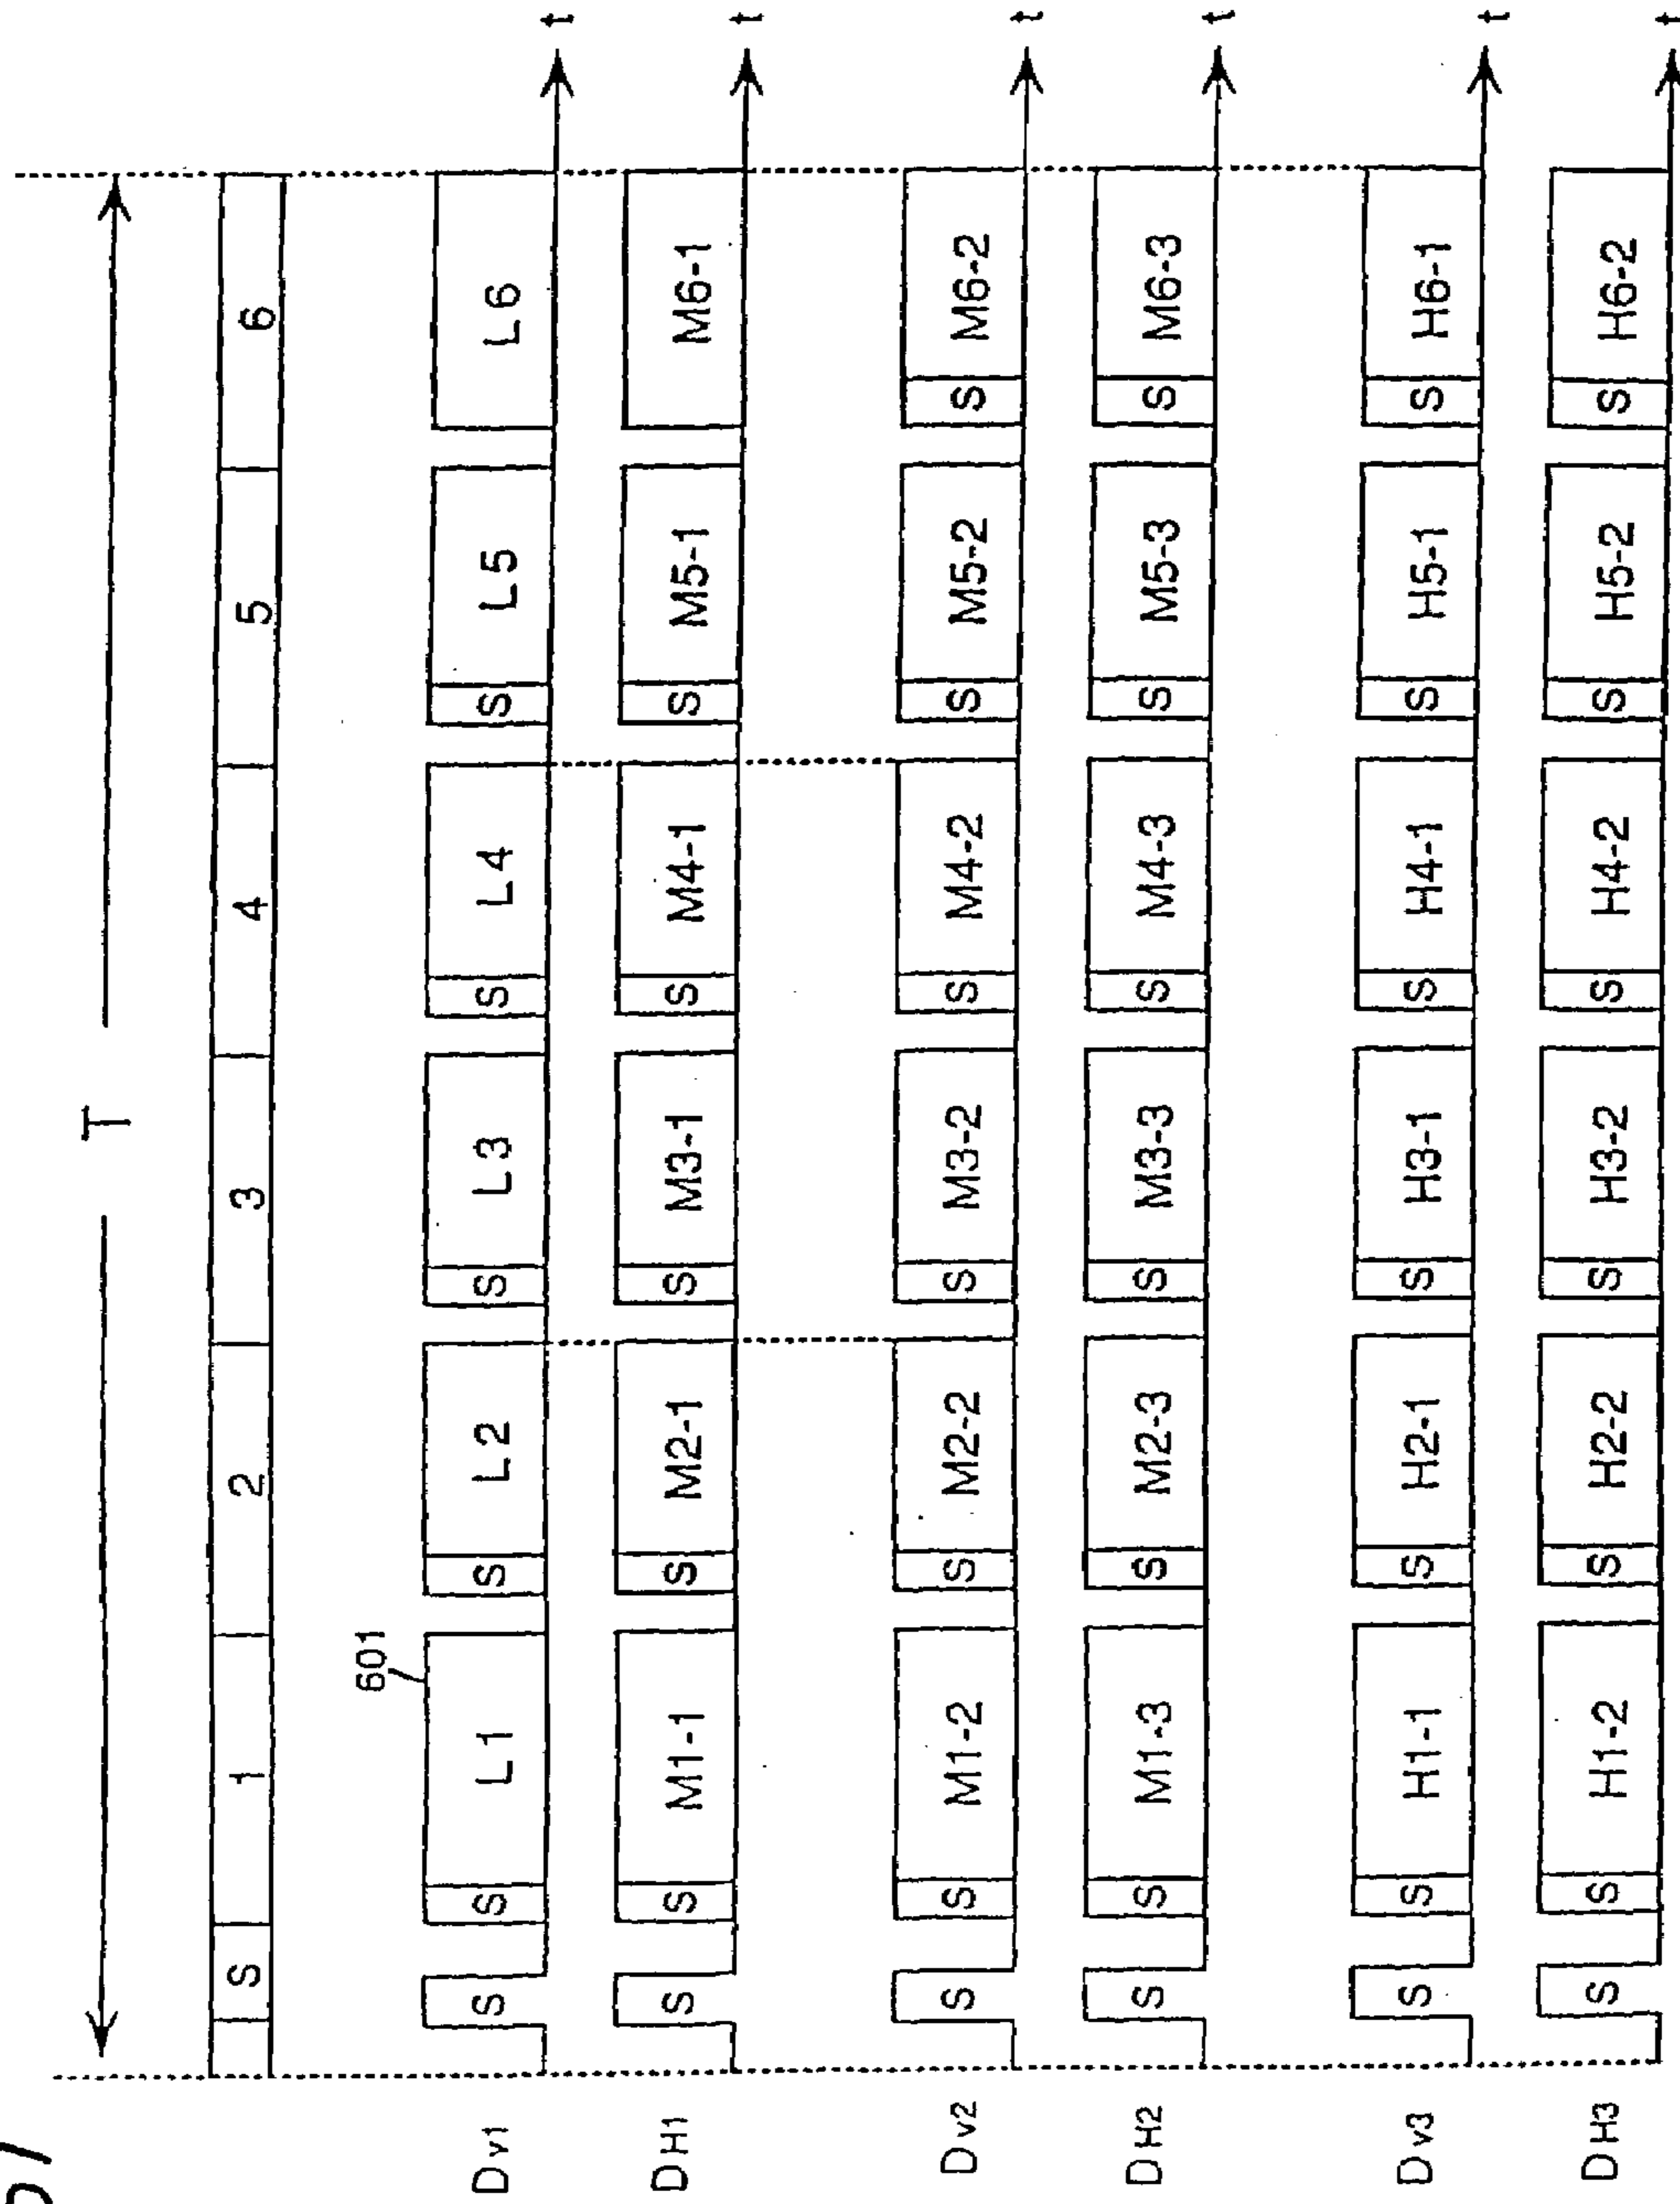 T
S 1 2 3 4 5 6
601
Dv1 S S L1 S L2 S L3 S L4 S L5 L6 t
DH1 S S M1-1 S M2-1 S M3-1 S M4-1 S M5-1 M6-1 t
Dv2 S S M1-2 S M2-2 S M3-2 S M4-2 S M5-2 S M6-2 t
DH2 S S M1-3 S M2-3 S M3-3 S M4-3 S M5-3 S M6-3 t
Dv3 S S H1-1 S H2-1 S H3-1 S H4-1 S H5-1 S H6-1 t
DH3 S S H1-2 S H2-2 S H3-2 S H4-2 S H5-2 S H6-2 t